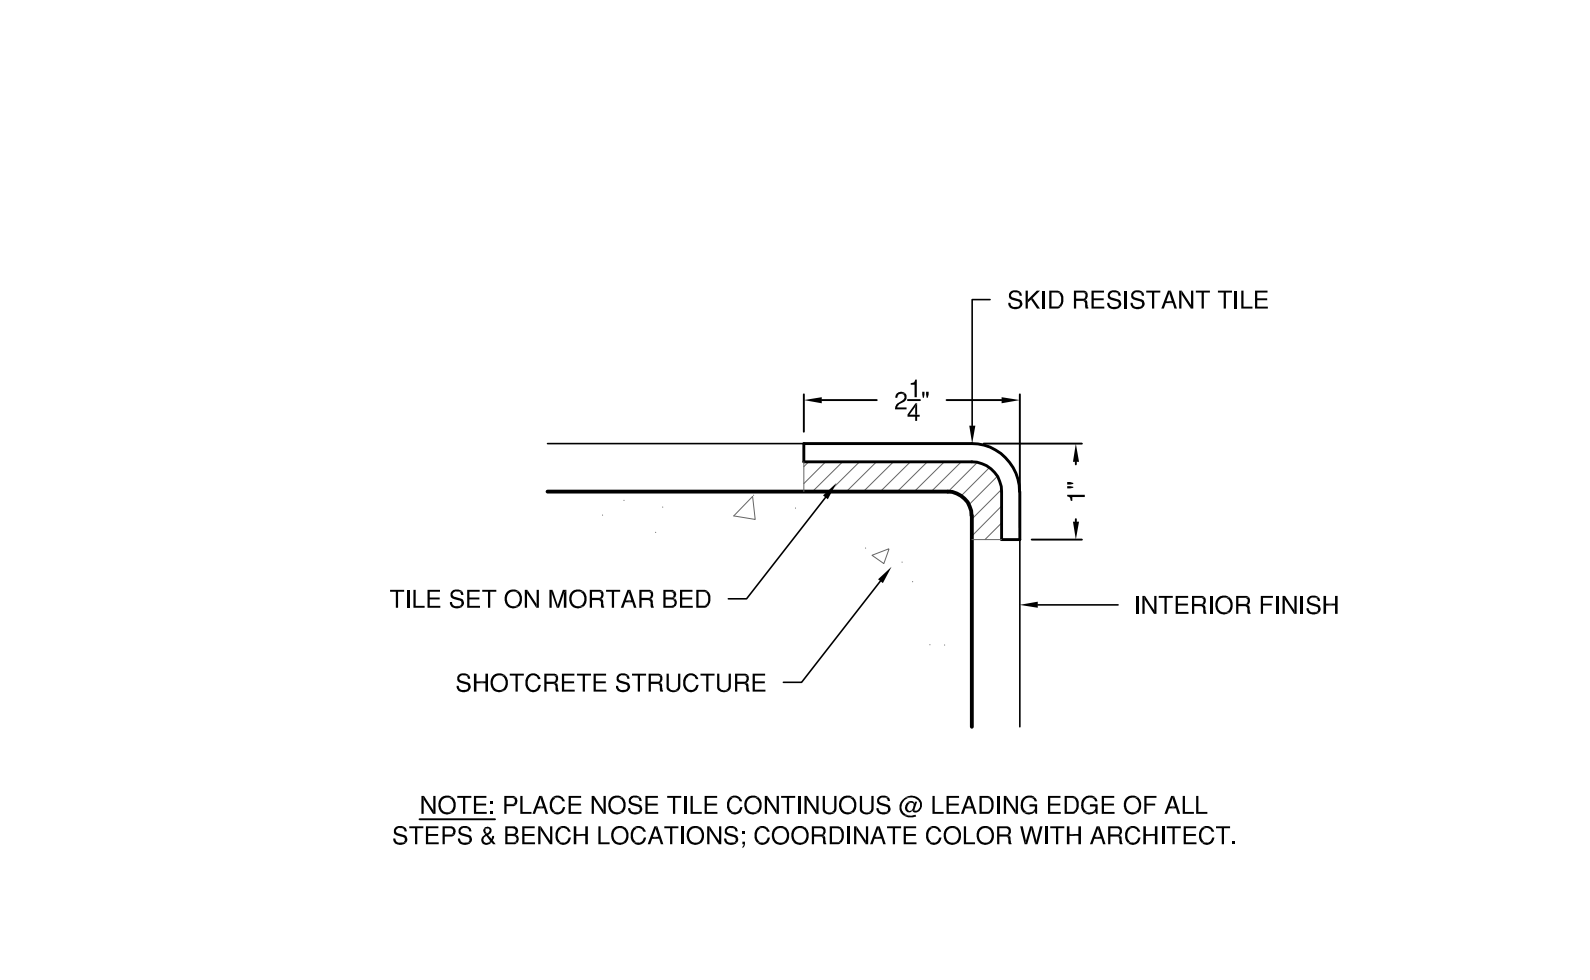 SKID RESISTANT TILE
2 1/4"
1"
TILE SET ON MORTAR BED
INTERIOR FINISH
SHOTCRETE STRUCTURE
NOTE: PLACE NOSE TILE CONTINUOUS @ LEADING EDGE OF ALL
STEPS & BENCH LOCATIONS; COORDINATE COLOR WITH ARCHITECT.